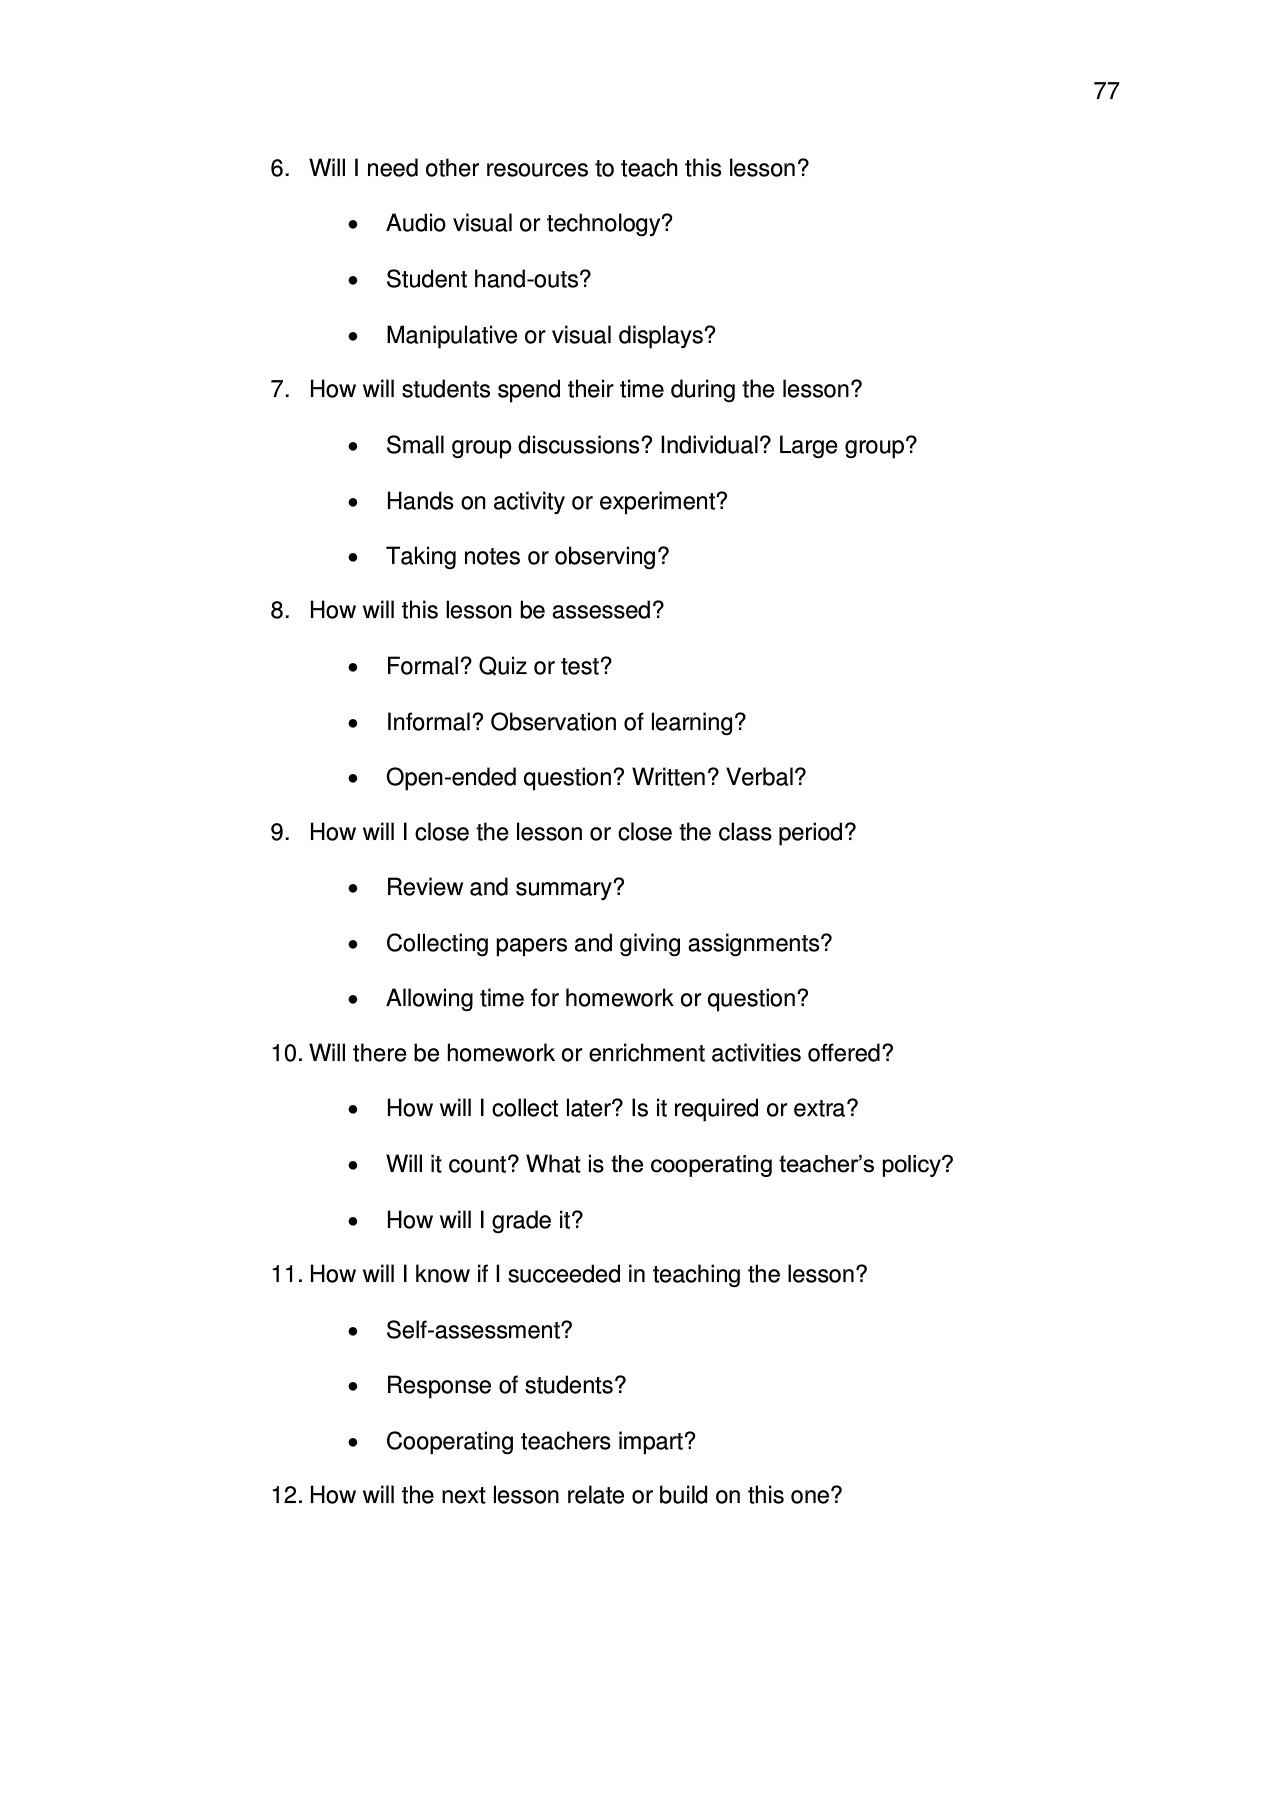 77
6. Will I need other resources to teach this lesson?
• Audio visual or technology?
• Student hand-outs?
• Manipulative or visual displays?
7. How will students spend their time during the lesson?
• Small group discussions? Individual? Large group?
• Hands on activity or experiment?
• Taking notes or observing?
8. How will this lesson be assessed?
• Formal? Quiz or test?
• Informal? Observation of learning?
• Open-ended question? Written? Verbal?
9. How will I close the lesson or close the class period?
• Review and summary?
• Collecting papers and giving assignments?
• Allowing time for homework or question?
10. Will there be homework or enrichment activities offered?
• How will I collect later? Is it required or extra?
• Will it count? What is the cooperating teacher’s policy?
• How will I grade it?
11. How will I know if I succeeded in teaching the lesson?
• Self-assessment?
• Response of students?
• Cooperating teachers impart?
12. How will the next lesson relate or build on this one?